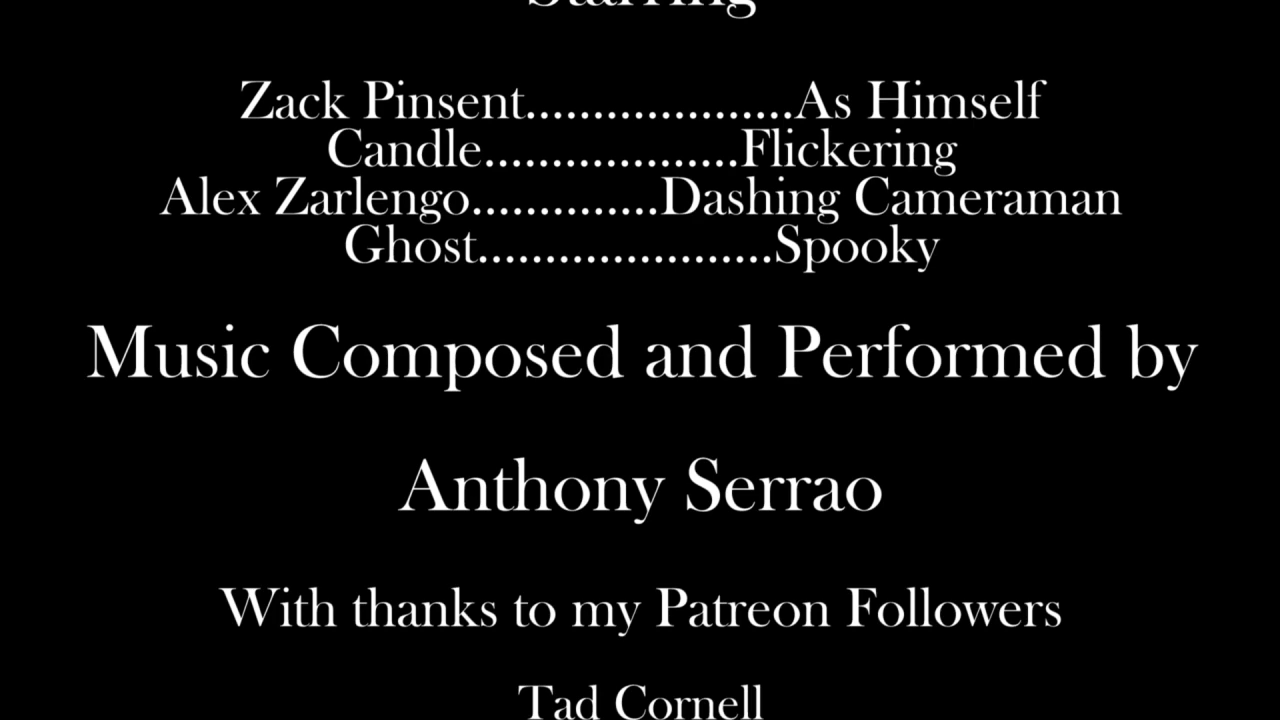 Starring
Zack Pinsent....................As Himself
Candle...................Flickering
Alex Zarlengo..............Dashing Cameraman
Ghost......................Spooky
Music Composed and Performed by
Anthony Serrao
With thanks to my Patreon Followers
Tad Cornell